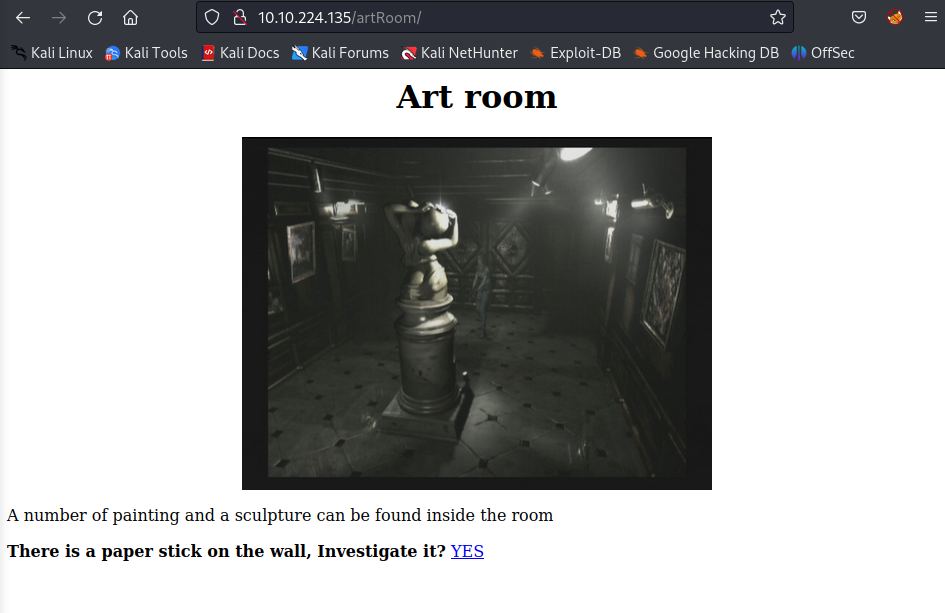 10.10.224.135/artRoom/
Kali Linux Kali Tools Kali Docs Kali Forums Kali NetHunter Exploit-DB Google Hacking DB OffSec
Art room
A number of painting and a sculpture can be found inside the room
There is a paper stick on the wall, Investigate it? YES